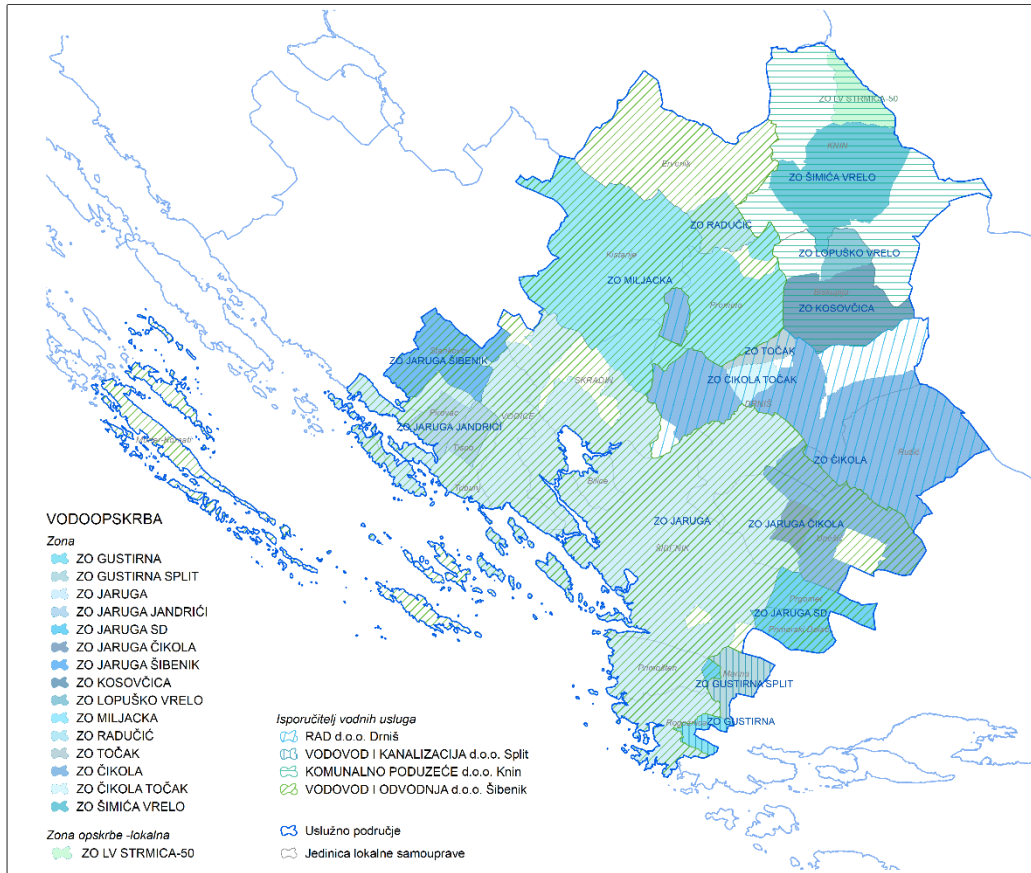 ZO LV STRMICA-50
KNIN
Ervenik
ZO ŠIMIĆA VRELO
ZO RADUČIĆ
ZO LOPUŠKO VRELO
Kistanje
ZO MILJACKA
Promina
ZO KOSOVČICA
ZO TOČAK
ZO JARUGA ŠIBENIK
SKRADIN
ZO ČIKOLA TOČAK
DRNIŠ
Pirovac
VODICE
ZO JARUGA JANDRIĆI
Tisno
ZO ČIKOLA
Ružić
Tribunj
Bilice
ZO JARUGA
ZO JARUGA ČIKOLA
Unešić
ŠIBENIK
VODOOPSKRBA
Zona
ZO GUSTIRNA
ZO GUSTIRNA SPLIT
ZO JARUGA
ZO JARUGA JANDRIĆI
ZO JARUGA SD
ZO JARUGA ČIKOLA
ZO JARUGA ŠIBENIK
ZO KOSOVČICA
ZO LOPUŠKO VRELO
ZO MILJACKA
ZO RADUČIĆ
ZO TOČAK
ZO ČIKOLA
ZO ČIKOLA TOČAK
ZO ŠIMIĆA VRELO
Zona opskrbe -lokalna
ZO LV STRMICA-50
Prgomet
ZO JARUGA SD
Primorski Dolac
Primošten
Marina
ZO GUSTIRNA SPLIT
Rogoznica
ZO GUSTIRNA
Isporučitelj vodnih usluga
RAD d.o.o. Drniš
VODOVOD I KANALIZACIJA d.o.o. Split
KOMUNALNO PODUZEĆE d.o.o. Knin
VODOVOD I ODVODNJA d.o.o. Šibenik
Uslužno područje
Jedinica lokalne samouprave